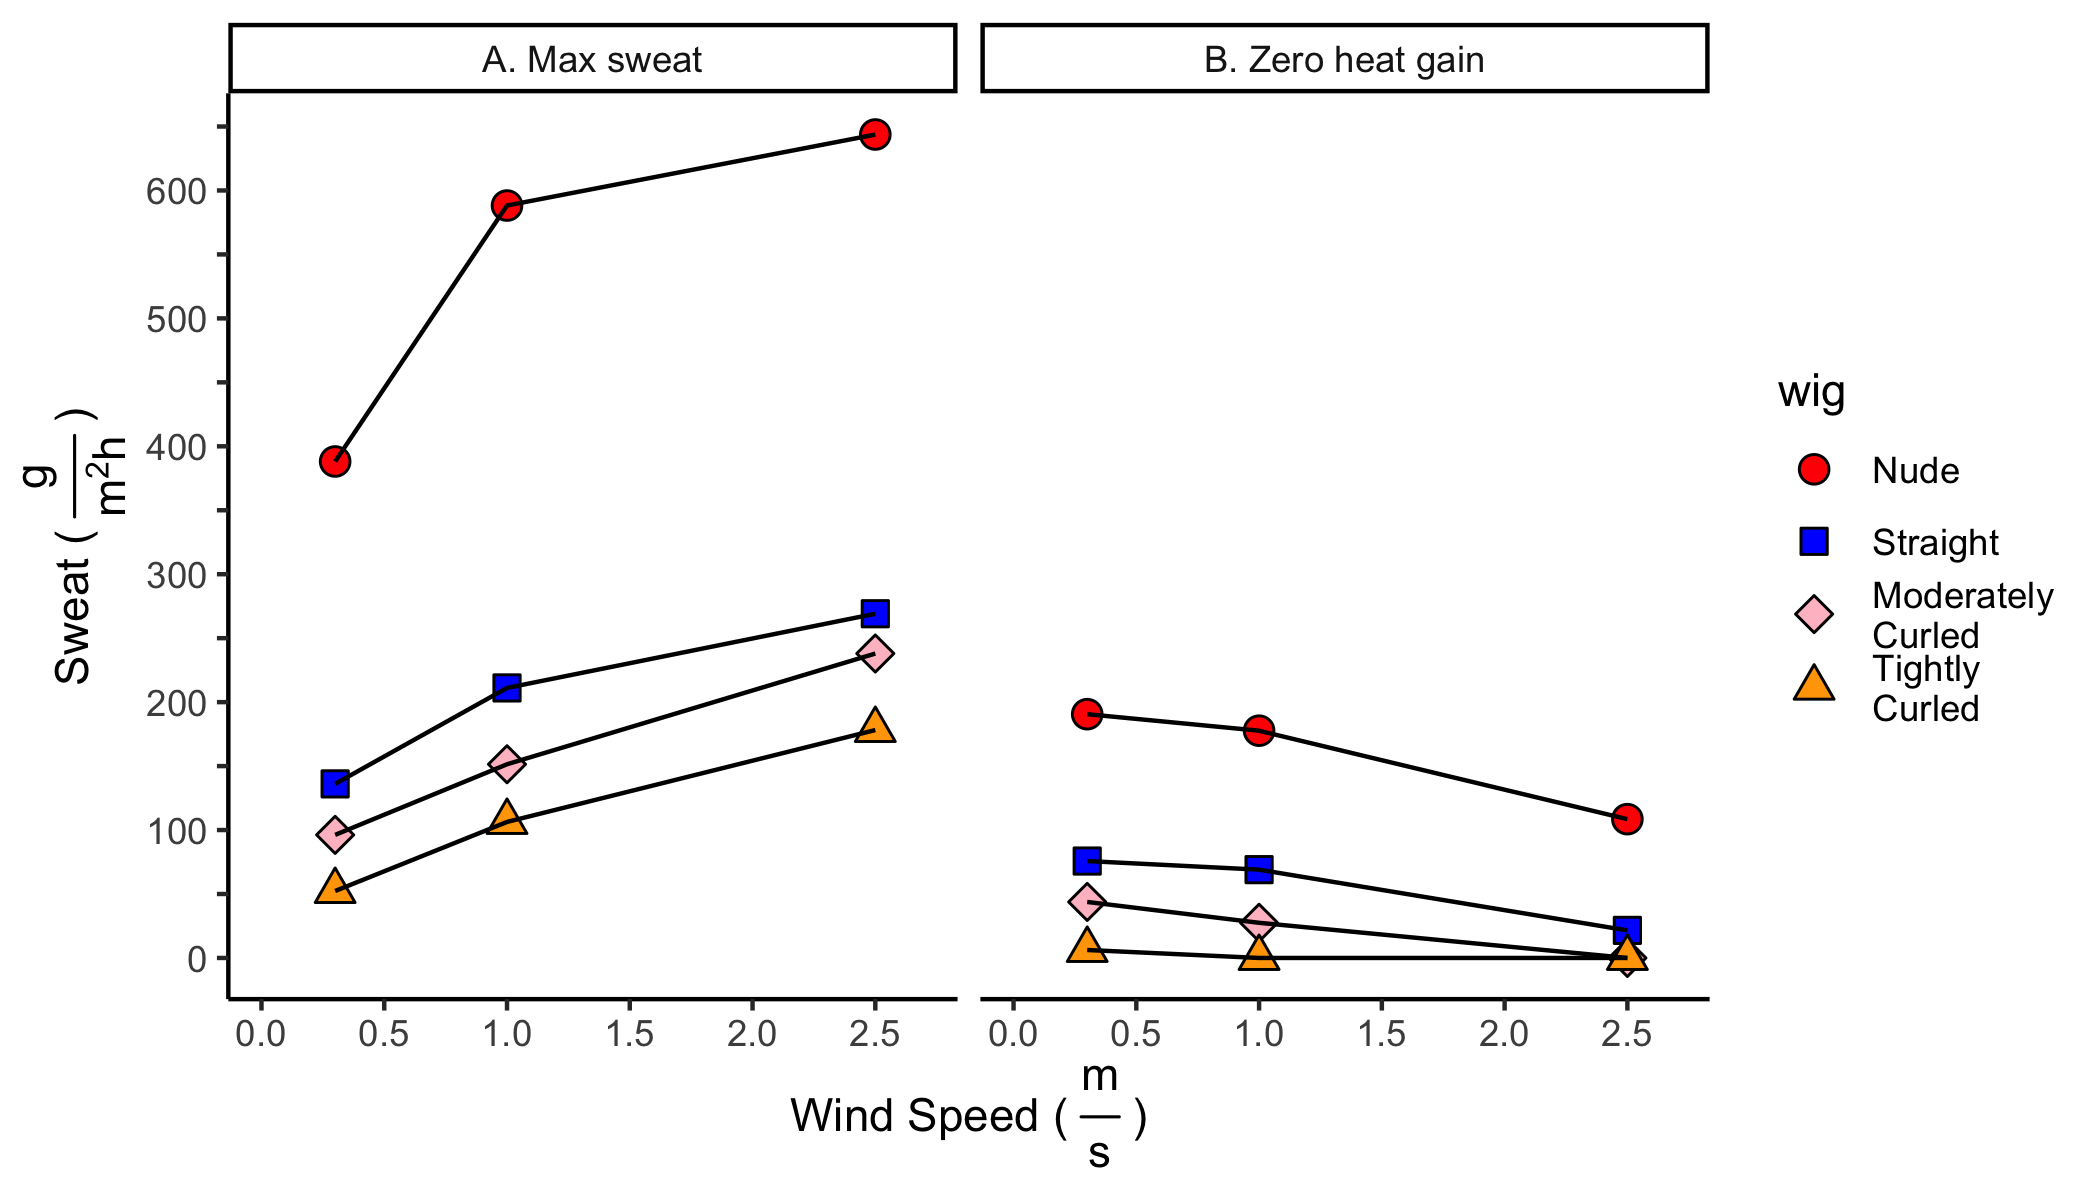 A. Max sweat
B. Zero heat gain
Sweat ( g / m²h )
600
500
400
300
200
100
0
0.0 0.5 1.0 1.5 2.0 2.5
0.0 0.5 1.0 1.5 2.0 2.5
Wind Speed ( m / s )
wig
Nude
Straight
Moderately
Curled
Tightly
Curled